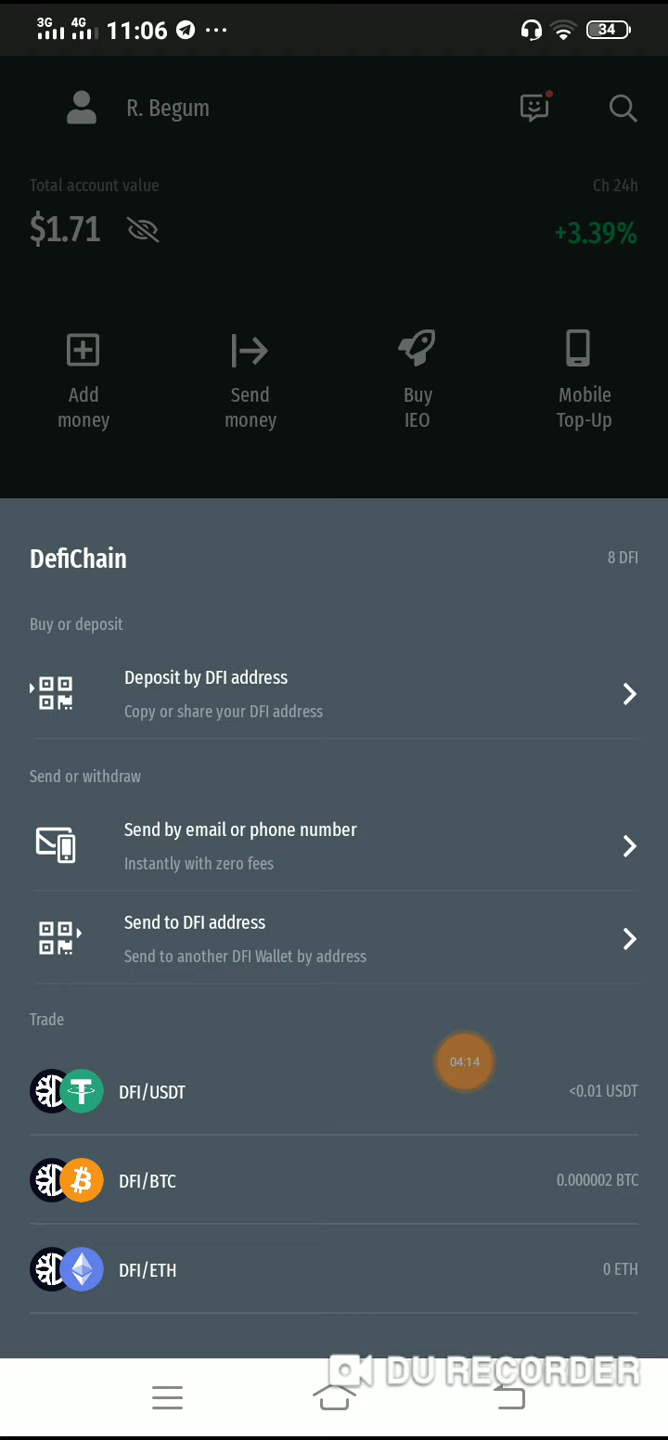 3G 4G 11:06 ... 34
R. Begum
Total account value Ch 24h
$1.71 +3.39%
Add money
Send money
Buy IEO
Mobile Top-Up
DefiChain 8 DFI
Buy or deposit
Deposit by DFI address
Copy or share your DFI address
Send or withdraw
Send by email or phone number
Instantly with zero fees
Send to DFI address
Send to another DFI Wallet by address
Trade
04:14
DFI/USDT <0.01 USDT
DFI/BTC 0.000002 BTC
DFI/ETH 0 ETH
DU RECORDER